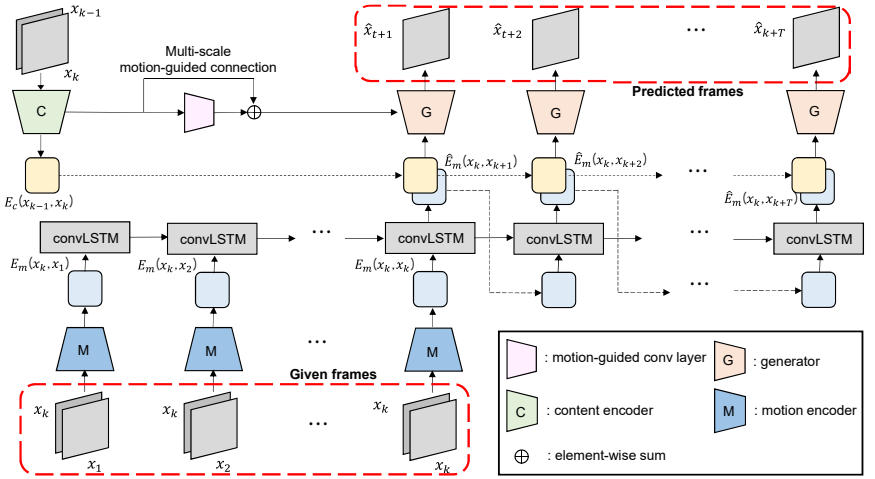 x_{k−1}
x_k
Multi-scale
motion-guided connection
x̂_{t+1}
x̂_{t+2}
...
x̂_{k+T}
Predicted frames
C
G
G
G
E_c(x_{k−1}, x_k)
Ê_m(x_k, x_{k+1})
Ê_m(x_k, x_{k+2})
...
Ê_m(x_k, x_{k+T})
convLSTM
convLSTM
...
convLSTM
convLSTM
...
convLSTM
E_m(x_k, x_1)
E_m(x_k, x_2)
E_m(x_k, x_k)
...
M
M
...
M
Given frames
x_k
x_1
x_k
x_2
...
x_k
x_k
: motion-guided conv layer
G : generator
C : content encoder
M : motion encoder
⊕ : element-wise sum